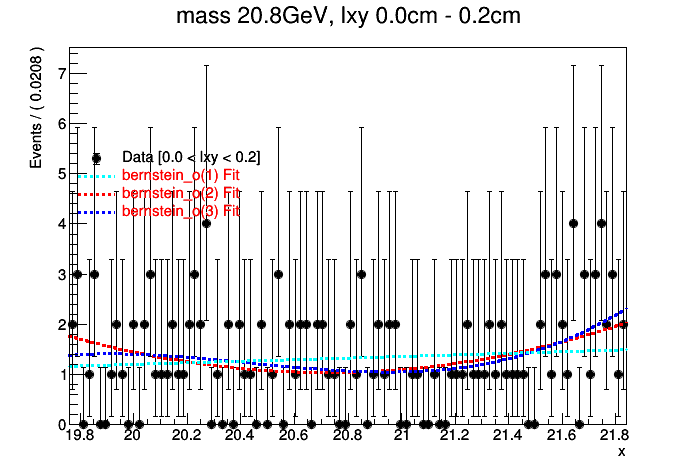 mass 20.8GeV, lxy 0.0cm - 0.2cm
Events / ( 0.0208 )
7
6
5
4
3
2
1
0
Data [0.0 < lxy < 0.2]
bernstein_o(1) Fit
bernstein_o(2) Fit
bernstein_o(3) Fit
19.8 20 20.2 20.4 20.6 20.8 21 21.2 21.4 21.6 21.8
x